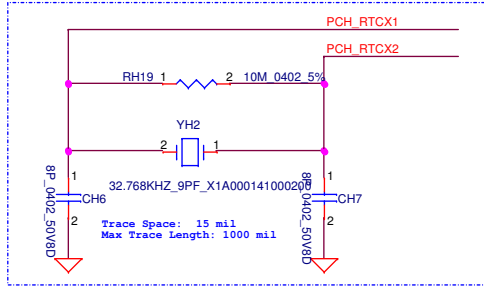 PCH_RTCX1
PCH_RTCX2
RH19 1 2 10M_0402_5%
YH2
2 1
32.768KHZ_9PF_X1A000141000200
1 1
CH6 CH7
2 2
8P_0402_50V8D
8P_0402_50V8D
Trace Space: 15 mil
Max Trace Length: 1000 mil